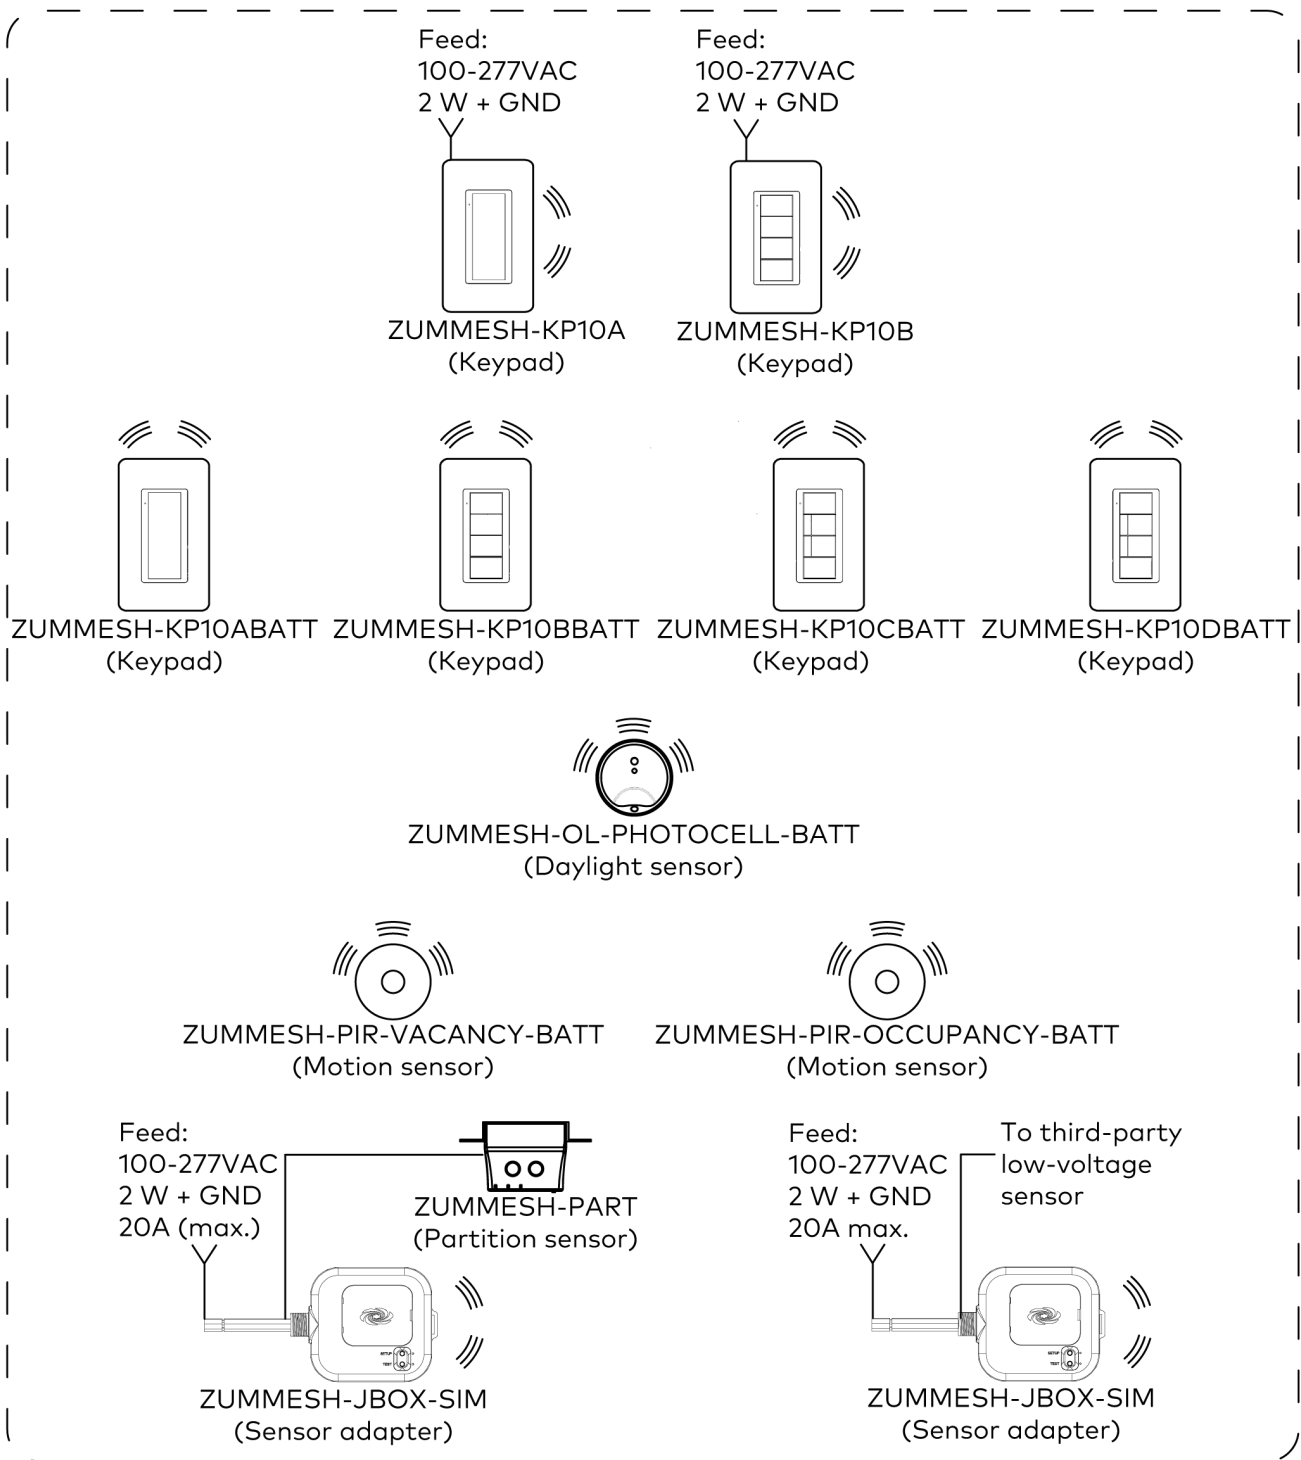 Feed:
100-277VAC
2 W + GND
Feed:
100-277VAC
2 W + GND
ZUMMESH-KP10A
(Keypad)
ZUMMESH-KP10B
(Keypad)
ZUMMESH-KP10ABATT
(Keypad)
ZUMMESH-KP10BBATT
(Keypad)
ZUMMESH-KP10CBATT
(Keypad)
ZUMMESH-KP10DBATT
(Keypad)
ZUMMESH-OL-PHOTOCELL-BATT
(Daylight sensor)
ZUMMESH-PIR-VACANCY-BATT
(Motion sensor)
ZUMMESH-PIR-OCCUPANCY-BATT
(Motion sensor)
Feed:
100-277VAC
2 W + GND
20A (max.)
ZUMMESH-PART
(Partition sensor)
SETUP
TEST
ZUMMESH-JBOX-SIM
(Sensor adapter)
Feed:
100-277VAC
2 W + GND
20A max.
To third-party
low-voltage
sensor
SETUP
TEST
ZUMMESH-JBOX-SIM
(Sensor adapter)